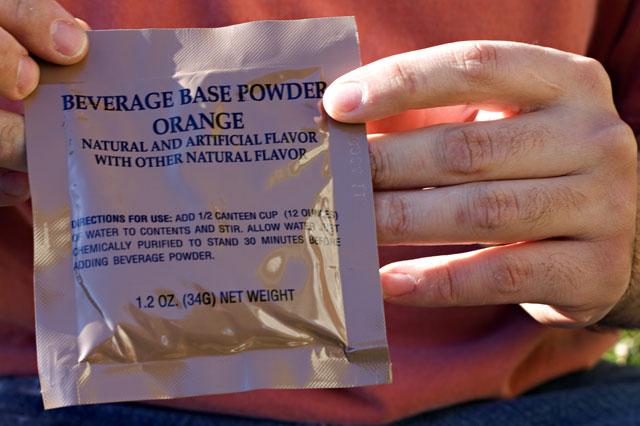 BEVERAGE BASE POWDER
ORANGE
NATURAL AND ARTIFICIAL FLAVOR
WITH OTHER NATURAL FLAVOR
DIRECTIONS FOR USE: ADD 1/2 CANTEEN CUP (12 OUNCES)
OF WATER TO CONTENTS AND STIR. ALLOW WATER JUST
CHEMICALLY PURIFIED TO STAND 30 MINUTES BEFORE
ADDING BEVERAGE POWDER.
1.2 OZ. (34G) NET WEIGHT